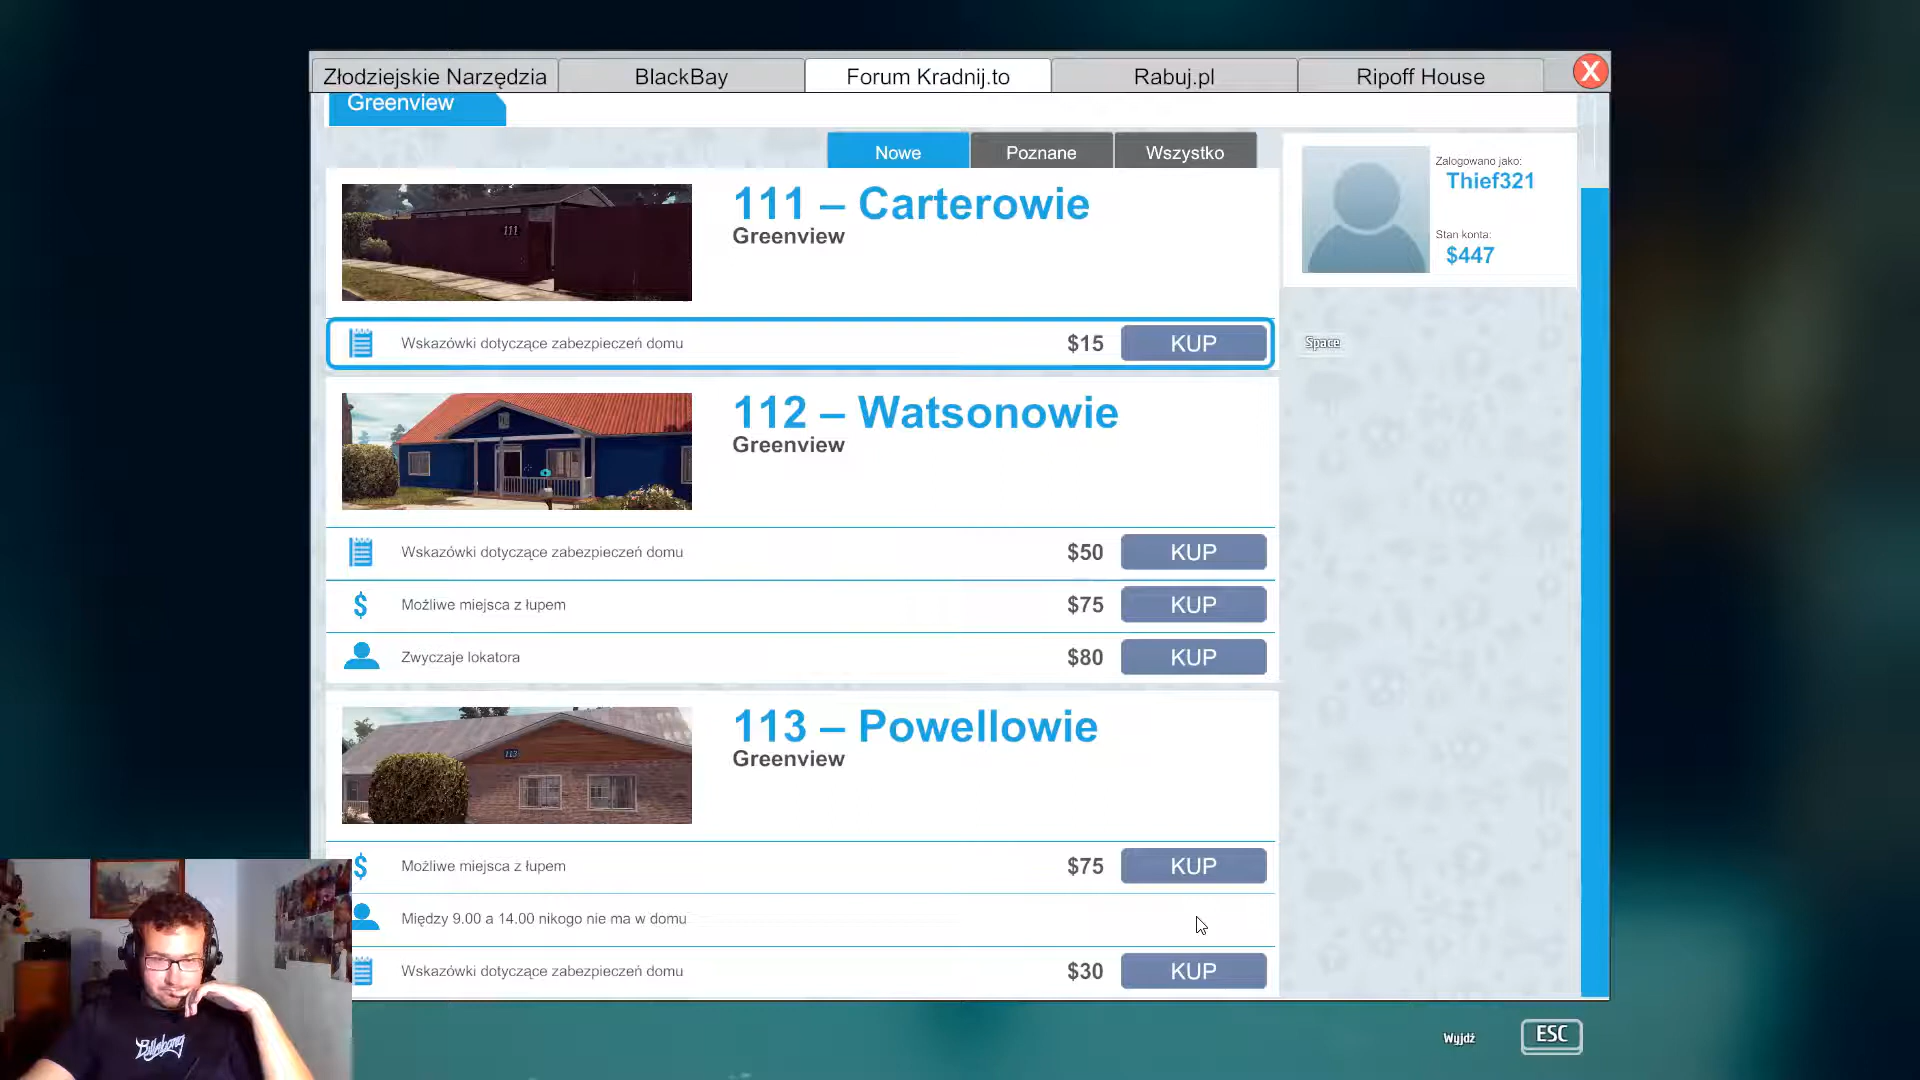 Złodziejskie Narzędzia
BlackBay
Forum Kradnij.to
Rabuj.pl
Ripoff House
X
Greenview
Nowe
Poznane
Wszystko
Zalogowano jako:
Thief321
Stan konta:
$447
111
111 – Carterowie
Greenview
Wskazówki dotyczące zabezpieczeń domu
$15
KUP
Space
112 – Watsonowie
Greenview
Wskazówki dotyczące zabezpieczeń domu
$50
KUP
$
Możliwe miejsca z łupem
$75
KUP
Zwyczaje lokatora
$80
KUP
113
113 – Powellowie
Greenview
$
Możliwe miejsca z łupem
$75
KUP
Między 9.00 a 14.00 nikogo nie ma w domu
Wskazówki dotyczące zabezpieczeń domu
$30
KUP
Billabong
Wyjdź
ESC